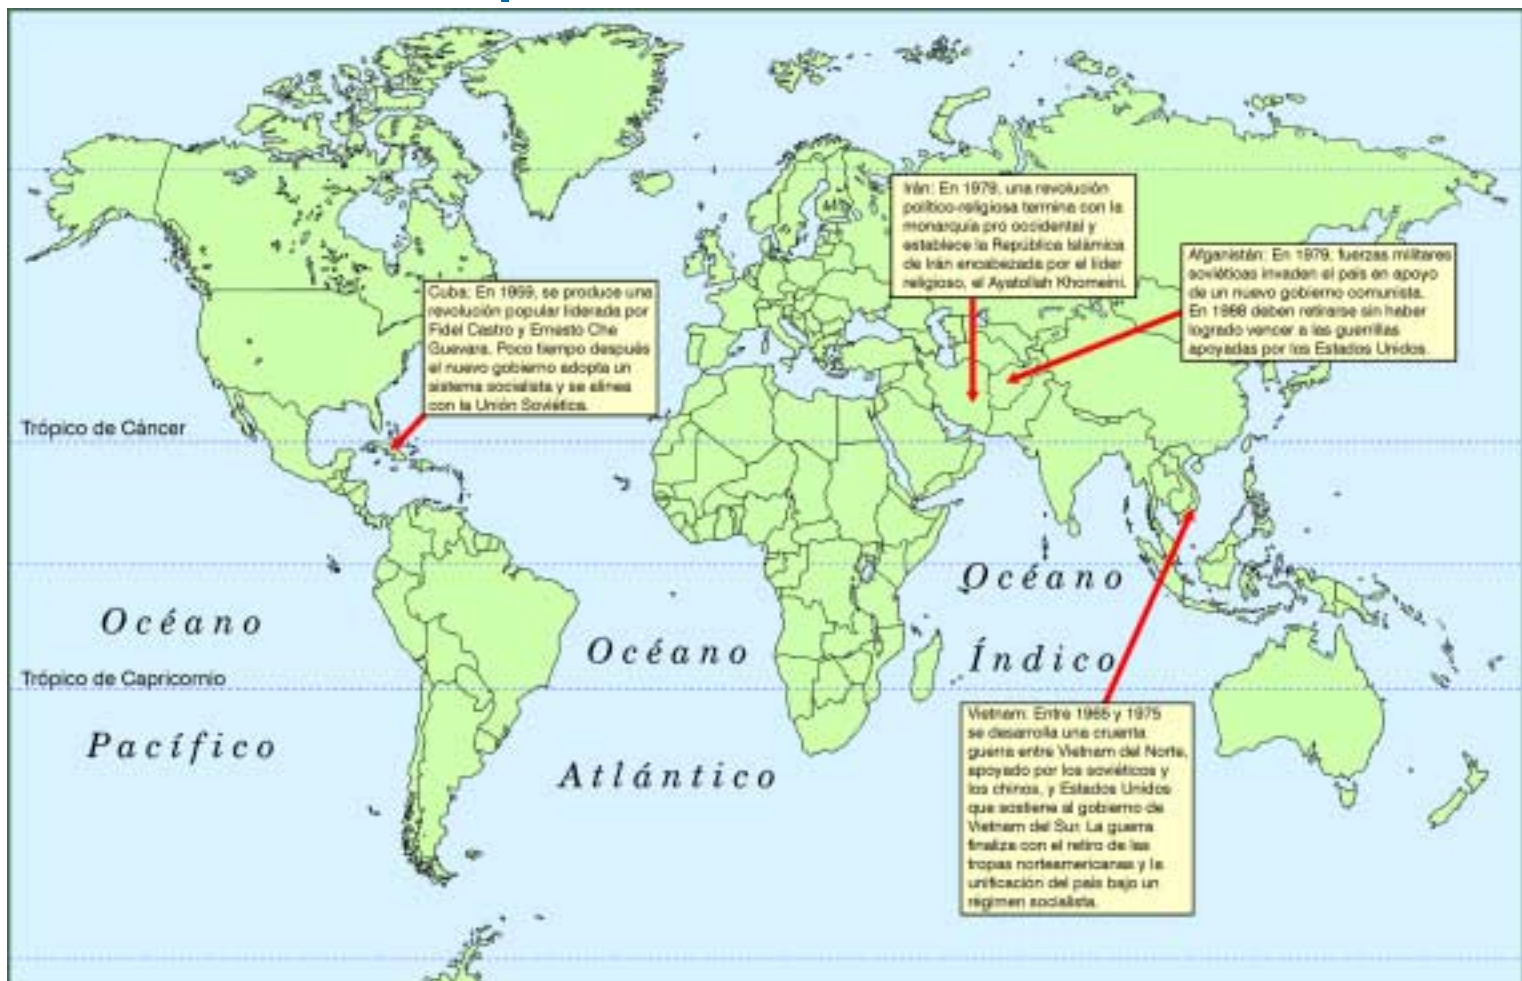 Irán: En 1979, una revolución
político-religiosa termina con la
monarquía pro occidental y
establece la República Islámica
de Irán encabezada por el líder
religioso, el Ayatollah Khomeini.
Afganistán: En 1979, fuerzas militares
soviéticas invaden el país en apoyo
de un nuevo gobierno comunista.
En 1988 deben retirarse sin haber
logrado vencer a las guerrillas
apoyadas por los Estados Unidos.
Cuba: En 1959, se produce una
revolución popular liderada por
Fidel Castro y Ernesto Che
Guevara. Poco tiempo después
el nuevo gobierno adopta un
sistema socialista y se alinea
con la Unión Soviética.
Trópico de Cáncer
Océano
Índico
Océano
Pacífico
Océano
Atlántico
Trópico de Capricornio
Vietnam: Entre 1965 y 1975
se desarrolla una cruenta
guerra entre Vietnam del Norte,
apoyado por los soviéticos y
los chinos, y Estados Unidos
que sostiene al gobierno de
Vietnam del Sur. La guerra
finaliza con el retiro de las
tropas norteamericanas y la
unificación del país bajo un
régimen socialista.